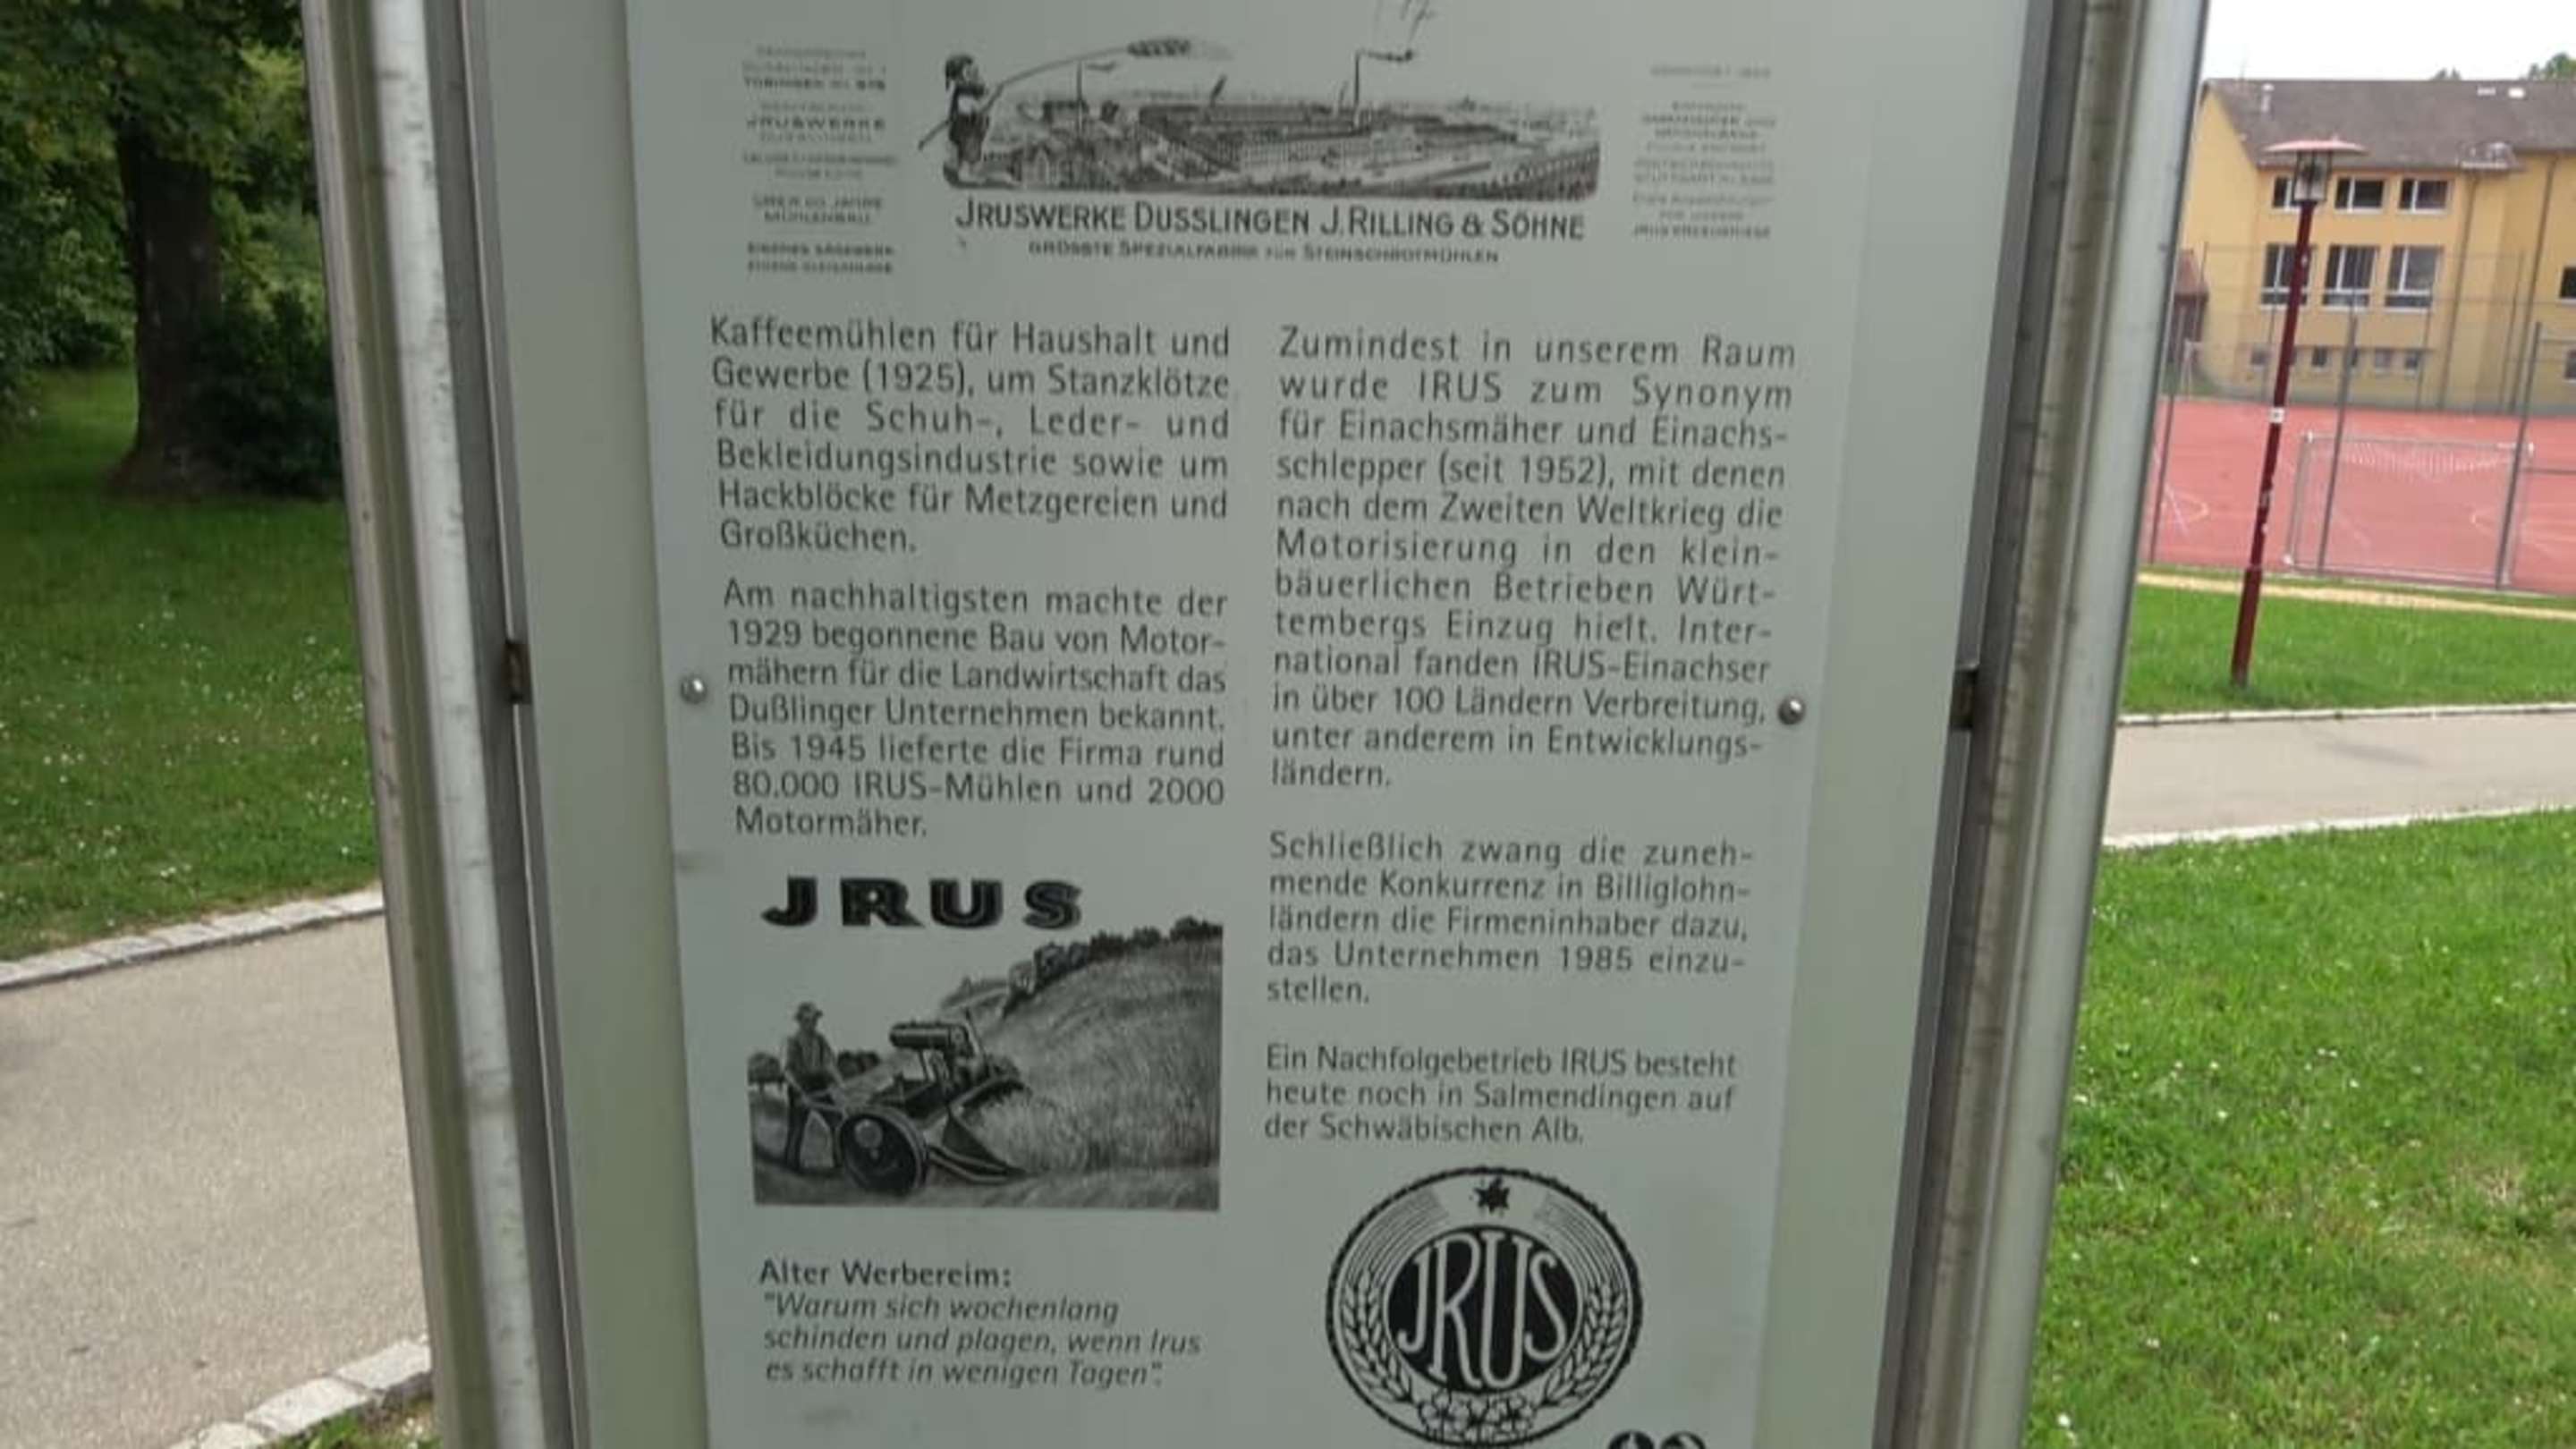 JRUSWERKE
JRUSWERKE DUSSLINGEN J. RILLING & SÖHNE
GRÖSSTE SPEZIALFABRIK FÜR STEINSCHROTMÜHLEN
Kaffeemühlen für Haushalt und
Gewerbe (1925), um Stanzklötze
für die Schuh-, Leder- und
Bekleidungsindustrie sowie um
Hackblöcke für Metzgereien und
Großküchen.
Am nachhaltigsten machte der
1929 begonnene Bau von Motor-
mähern für die Landwirtschaft das
Dußlinger Unternehmen bekannt.
Bis 1945 lieferte die Firma rund
80.000 IRUS-Mühlen und 2000
Motormäher.
JRUS
Alter Werbereim:
"Warum sich wochenlang
schinden und plagen, wenn Irus
es schafft in wenigen Tagen".
Zumindest in unserem Raum
wurde IRUS zum Synonym
für Einachsmäher und Einachs-
schlepper (seit 1952), mit denen
nach dem Zweiten Weltkrieg die
Motorisierung in den klein-
bäuerlichen Betrieben Würt-
tembergs Einzug hielt. Inter-
national fanden IRUS-Einachser
in über 100 Ländern Verbreitung,
unter anderem in Entwicklungs-
ländern.
Schließlich zwang die zuneh-
mende Konkurrenz in Billiglohn-
ländern die Firmeninhaber dazu,
das Unternehmen 1985 einzu-
stellen.
Ein Nachfolgebetrieb IRUS besteht
heute noch in Salmendingen auf
der Schwäbischen Alb.
JRUS